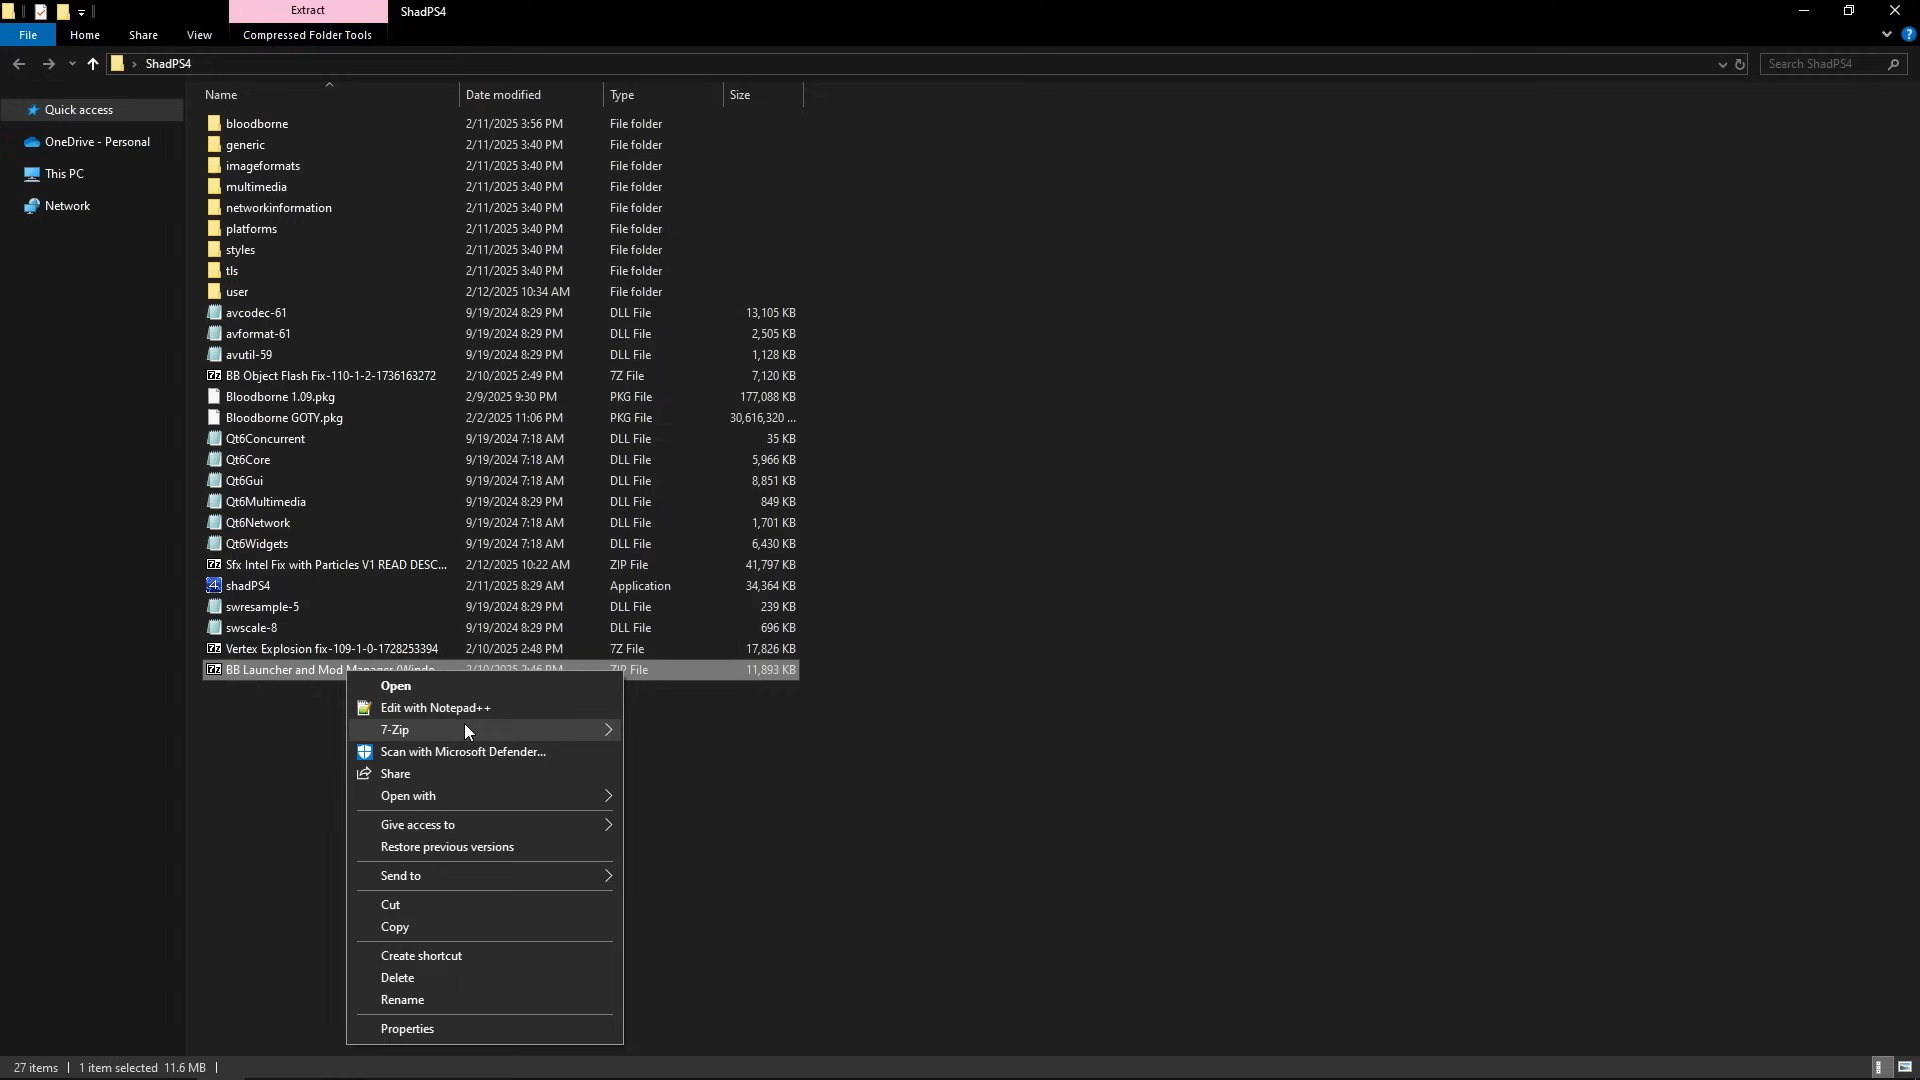 Extract ShadPS4
File Home Share View Compressed Folder Tools
ShadPS4 Search ShadPS4
Name Date modified Type Size
Quick access
OneDrive - Personal
This PC
Network
bloodborne 2/11/2025 3:56 PM File folder
generic 2/11/2025 3:40 PM File folder
imageformats 2/11/2025 3:40 PM File folder
multimedia 2/11/2025 3:40 PM File folder
networkinformation 2/11/2025 3:40 PM File folder
platforms 2/11/2025 3:40 PM File folder
styles 2/11/2025 3:40 PM File folder
tls 2/11/2025 3:40 PM File folder
user 2/12/2025 10:34 AM File folder
avcodec-61 9/19/2024 8:29 PM DLL File 13,105 KB
avformat-61 9/19/2024 8:29 PM DLL File 2,505 KB
avutil-59 9/19/2024 8:29 PM DLL File 1,128 KB
BB Object Flash Fix-110-1-2-1736163272 2/10/2025 2:49 PM 7Z File 7,120 KB
Bloodborne 1.09.pkg 2/9/2025 9:30 PM PKG File 177,088 KB
Bloodborne GOTY.pkg 2/2/2025 11:06 PM PKG File 30,616,320 ...
Qt6Concurrent 9/19/2024 7:18 AM DLL File 35 KB
Qt6Core 9/19/2024 7:18 AM DLL File 5,966 KB
Qt6Gui 9/19/2024 7:18 AM DLL File 8,851 KB
Qt6Multimedia 9/19/2024 8:29 PM DLL File 849 KB
Qt6Network 9/19/2024 7:18 AM DLL File 1,701 KB
Qt6Widgets 9/19/2024 7:18 AM DLL File 6,430 KB
Sfx Intel Fix with Particles V1 READ DESC... 2/12/2025 10:22 AM ZIP File 41,797 KB
shadPS4 2/11/2025 8:29 AM Application 34,364 KB
swresample-5 9/19/2024 8:29 PM DLL File 239 KB
swscale-8 9/19/2024 8:29 PM DLL File 696 KB
Vertex Explosion fix-109-1-0-1728253394 2/10/2025 2:48 PM 7Z File 17,826 KB
BB Launcher and Mod Manager (Windo... 2/10/2025 2:46 PM ZIP File 11,893 KB
Open
Edit with Notepad++
7-Zip
Scan with Microsoft Defender...
Share
Open with
Give access to
Restore previous versions
Send to
Cut
Copy
Create shortcut
Delete
Rename
Properties
27 items 1 item selected 11.6 MB